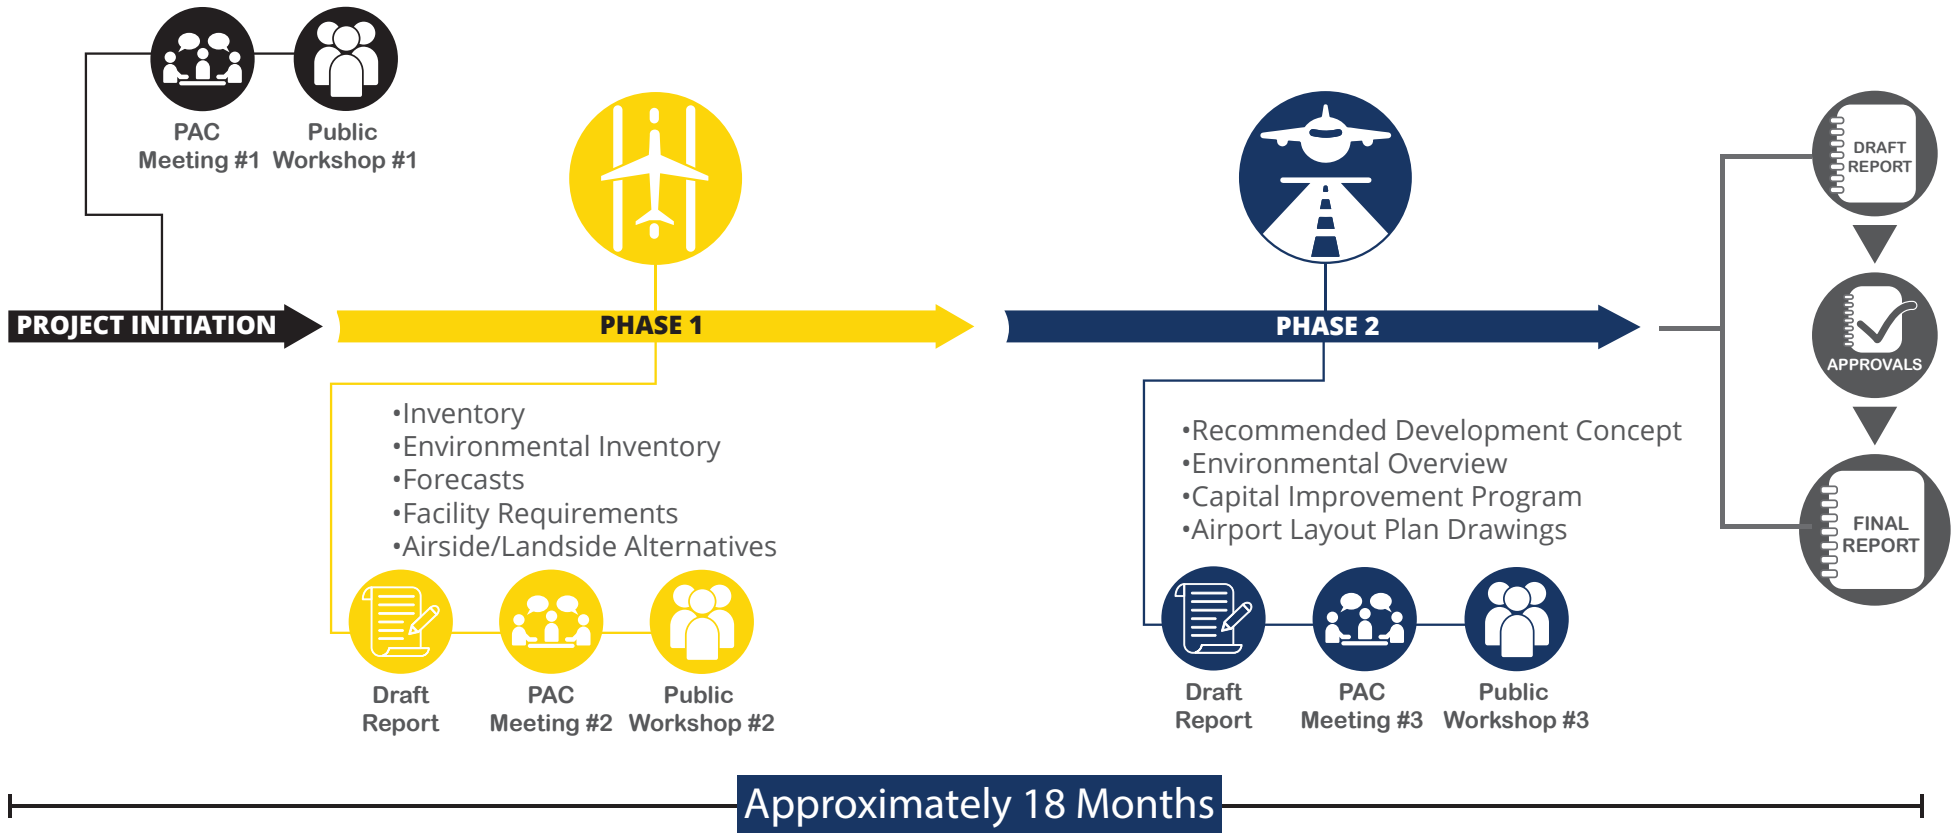 PAC
Meeting #1
Public
Workshop #1
PROJECT INITIATION
PHASE 1
•Inventory
•Environmental Inventory
•Forecasts
•Facility Requirements
•Airside/Landside Alternatives
Draft
Report
PAC
Meeting #2
Public
Workshop #2
PHASE 2
•Recommended Development Concept
•Environmental Overview
•Capital Improvement Program
•Airport Layout Plan Drawings
Draft
Report
PAC
Meeting #3
Public
Workshop #3
DRAFT
REPORT
APPROVALS
FINAL
REPORT
Approximately 18 Months